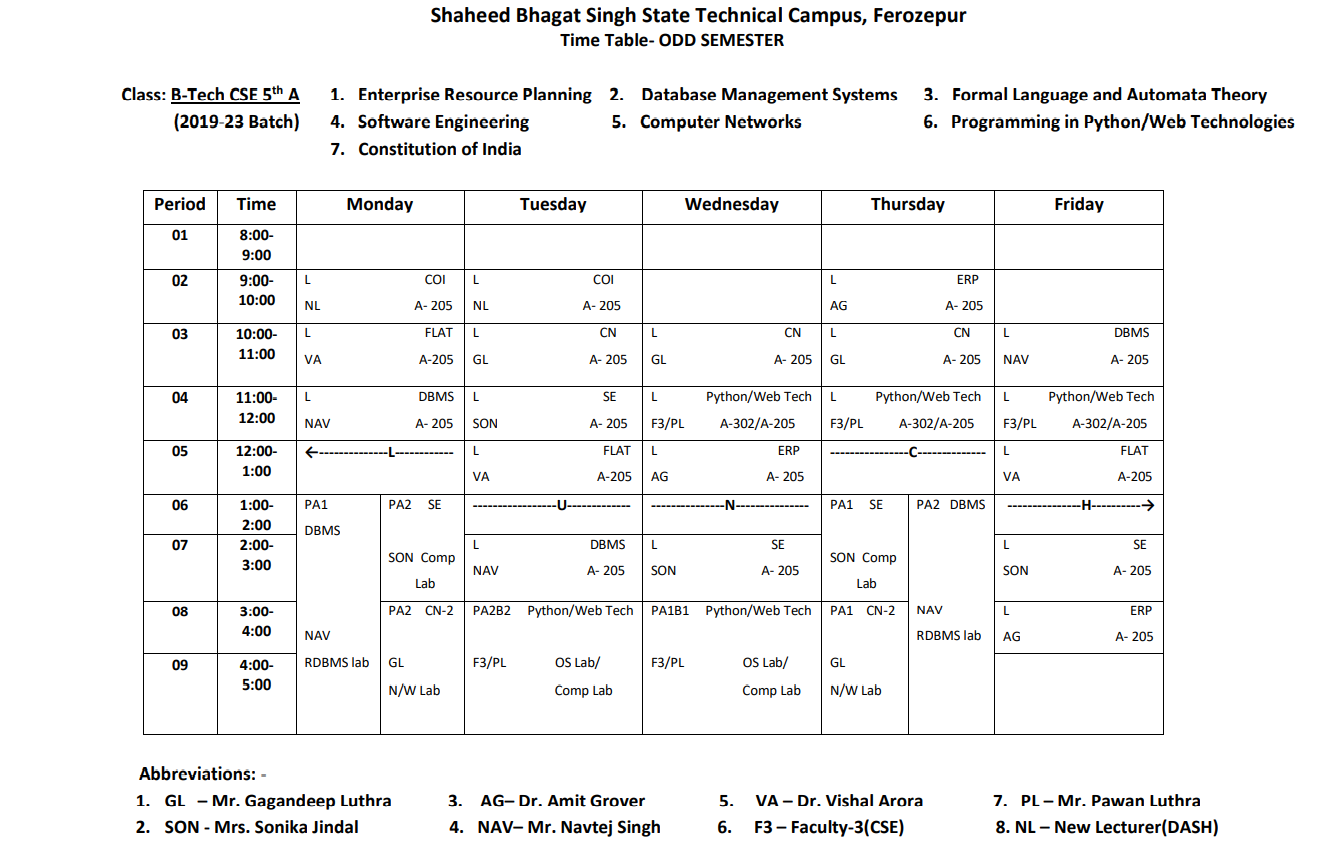 Shaheed Bhagat Singh State Technical Campus, Ferozepur
Time Table- ODD SEMESTER
Class: B-Tech CSE 5th A 1. Enterprise Resource Planning 2. Database Management Systems 3. Formal Language and Automata Theory
(2019-23 Batch) 4. Software Engineering 5. Computer Networks 6. Programming in Python/Web Technologies
7. Constitution of India
Period Time Monday Tuesday Wednesday Thursday Friday
01 8:00-
9:00
02 9:00- L COI L COI L ERP
10:00 NL A- 205 NL A- 205 AG A- 205
03 10:00- L FLAT L CN L CN L CN L DBMS
11:00 VA A-205 GL A- 205 GL A- 205 GL A- 205 NAV A- 205
04 11:00- L DBMS L SE L Python/Web Tech L Python/Web Tech L Python/Web Tech
12:00 NAV A- 205 SON A- 205 F3/PL A-302/A-205 F3/PL A-302/A-205 F3/PL A-302/A-205
05 12:00- ←--------------L------------ L FLAT L ERP ----------------C-------------- L FLAT
1:00 VA A-205 AG A- 205 VA A-205
06 1:00- PA1 PA2 SE -----------------U------------- ---------------N--------------- PA1 SE PA2 DBMS ---------------H----------→
2:00 DBMS
07 2:00- L DBMS L SE L SE
3:00 SON Comp NAV A- 205 SON A- 205 SON Comp SON A- 205
Lab Lab
08 3:00- PA2 CN-2 PA2B2 Python/Web Tech PA1B1 Python/Web Tech PA1 CN-2 NAV L ERP
4:00 NAV RDBMS lab AG A- 205
09 4:00- RDBMS lab GL F3/PL OS Lab/ F3/PL OS Lab/ GL
5:00 N/W Lab Comp Lab Comp Lab N/W Lab
Abbreviations: -
1. GL – Mr. Gagandeep Luthra 3. AG– Dr. Amit Grover 5. VA – Dr. Vishal Arora 7. PL – Mr. Pawan Luthra
2. SON - Mrs. Sonika Jindal 4. NAV– Mr. Navtej Singh 6. F3 – Faculty-3(CSE) 8. NL – New Lecturer(DASH)